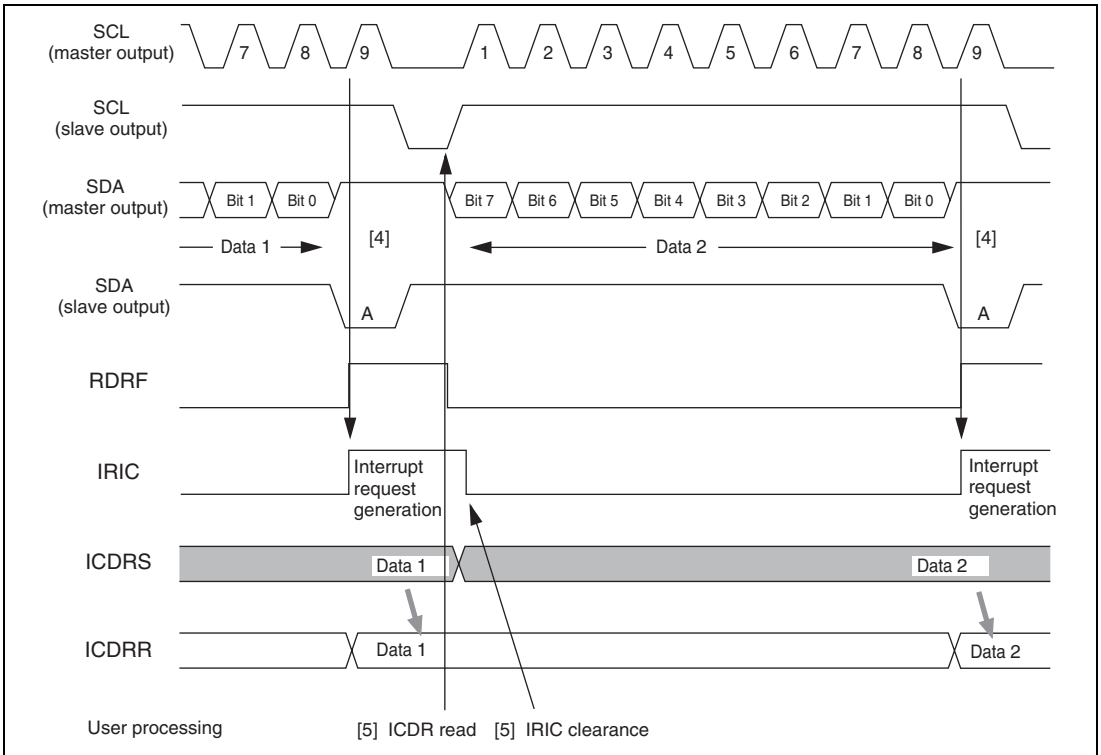 SCL
(master output)
7 8 9 1 2 3 4 5 6 7 8 9
SCL
(slave output)
SDA
(master output)
Bit 1 Bit 0 Bit 7 Bit 6 Bit 5 Bit 4 Bit 3 Bit 2 Bit 1 Bit 0
Data 1 [4] Data 2 [4]
SDA
(slave output)
A A
RDRF
IRIC
Interrupt
request
generation
Interrupt
request
generation
ICDRS
Data 1 Data 2
ICDRR
Data 1 Data 2
User processing [5] ICDR read [5] IRIC clearance